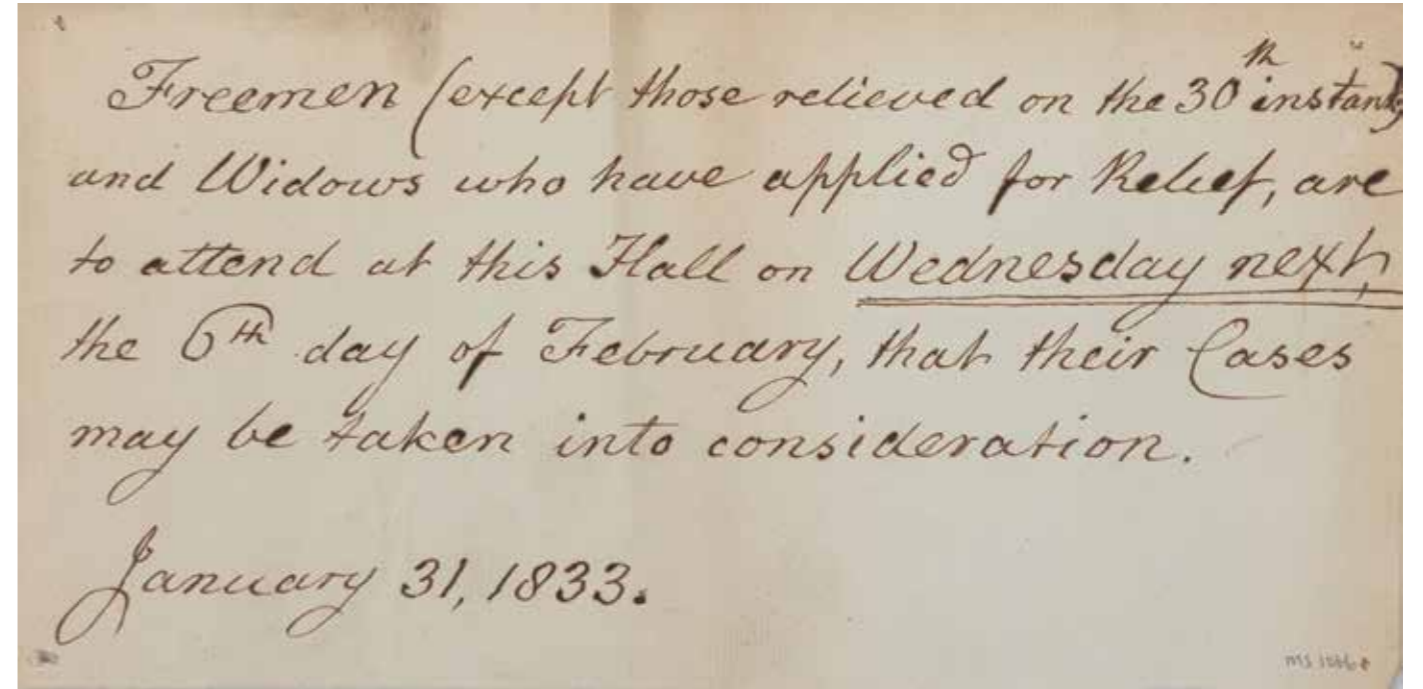 Freemen (except those relieved on the 30th instant)
and Widows who have applied for Relief, are
to attend at this Hall on Wednesday next,
the 6th day of February, that their Cases
may be taken into consideration.
January 31, 1833.